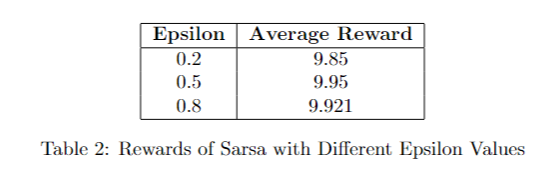 Epsilon Average Reward
0.2 9.85
0.5 9.95
0.8 9.921
Table 2: Rewards of Sarsa with Different Epsilon Values